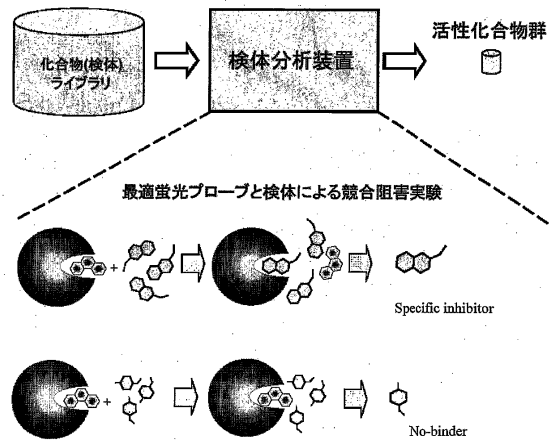 化合物(検体)
ライブラリ
検体分析装置
活性化合物群
最適蛍光プローブと検体による競合阻害実験
+
Specific inhibitor
+
No-binder